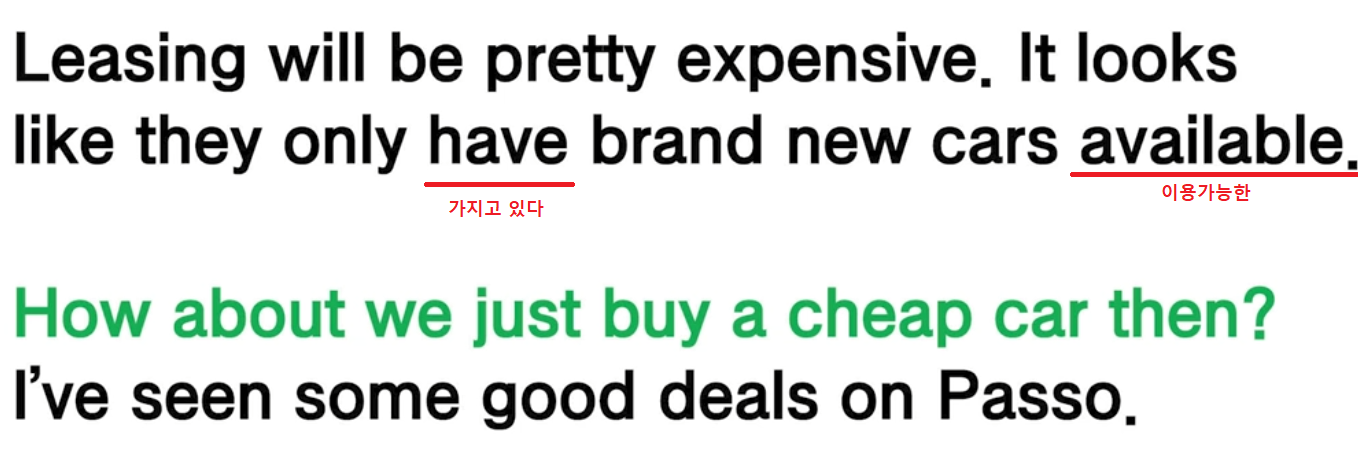 Leasing will be pretty expensive. It looks
like they only have brand new cars available.
가지고 있다 이용가능한
How about we just buy a cheap car then?
I’ve seen some good deals on Passo.